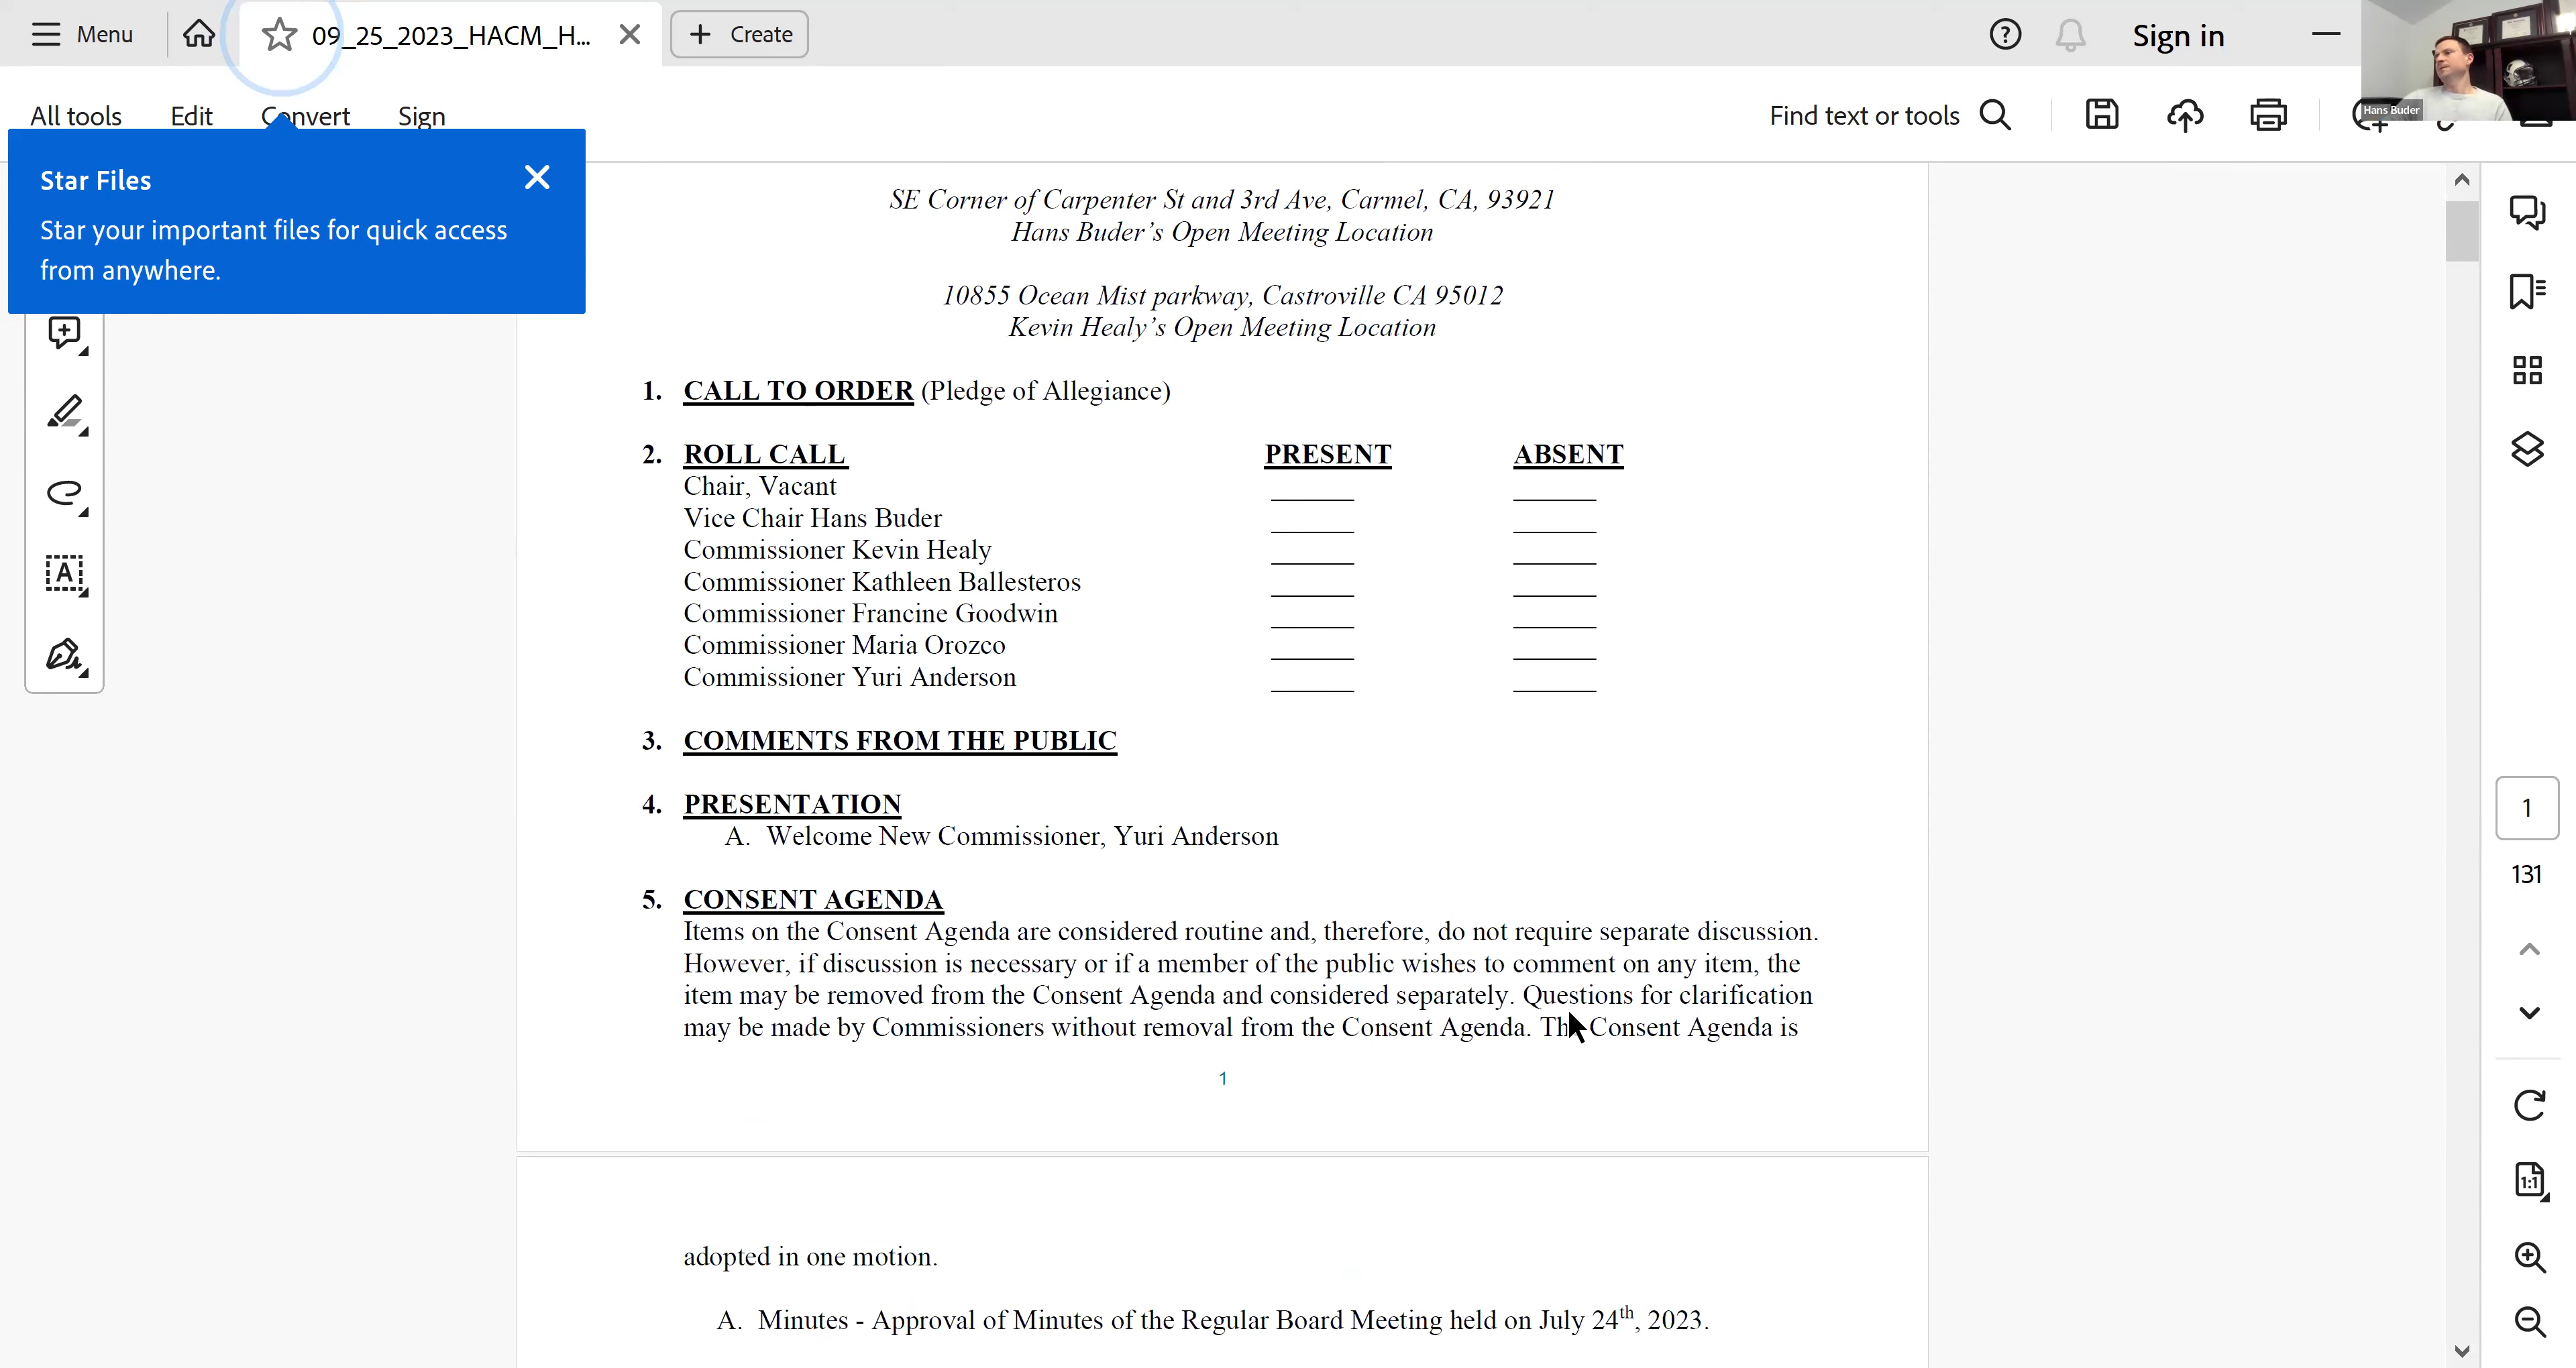 Menu
09_25_2023_HACM_H...
Create
Sign in
All tools
Edit
Convert
Sign
Find text or tools
Hans Buder
Star Files
Star your important files for quick access
from anywhere.
SE Corner of Carpenter St and 3rd Ave, Carmel, CA, 93921
Hans Buder's Open Meeting Location
10855 Ocean Mist parkway, Castroville CA 95012
Kevin Healy's Open Meeting Location
1. CALL TO ORDER (Pledge of Allegiance)
2. ROLL CALL PRESENT ABSENT
Chair, Vacant
Vice Chair Hans Buder
Commissioner Kevin Healy
Commissioner Kathleen Ballesteros
Commissioner Francine Goodwin
Commissioner Maria Orozco
Commissioner Yuri Anderson
3. COMMENTS FROM THE PUBLIC
4. PRESENTATION
A. Welcome New Commissioner, Yuri Anderson
5. CONSENT AGENDA
Items on the Consent Agenda are considered routine and, therefore, do not require separate discussion.
However, if discussion is necessary or if a member of the public wishes to comment on any item, the
item may be removed from the Consent Agenda and considered separately. Questions for clarification
may be made by Commissioners without removal from the Consent Agenda. The Consent Agenda is
1
adopted in one motion.
A. Minutes - Approval of Minutes of the Regular Board Meeting held on July 24th, 2023.
1
131
1:1